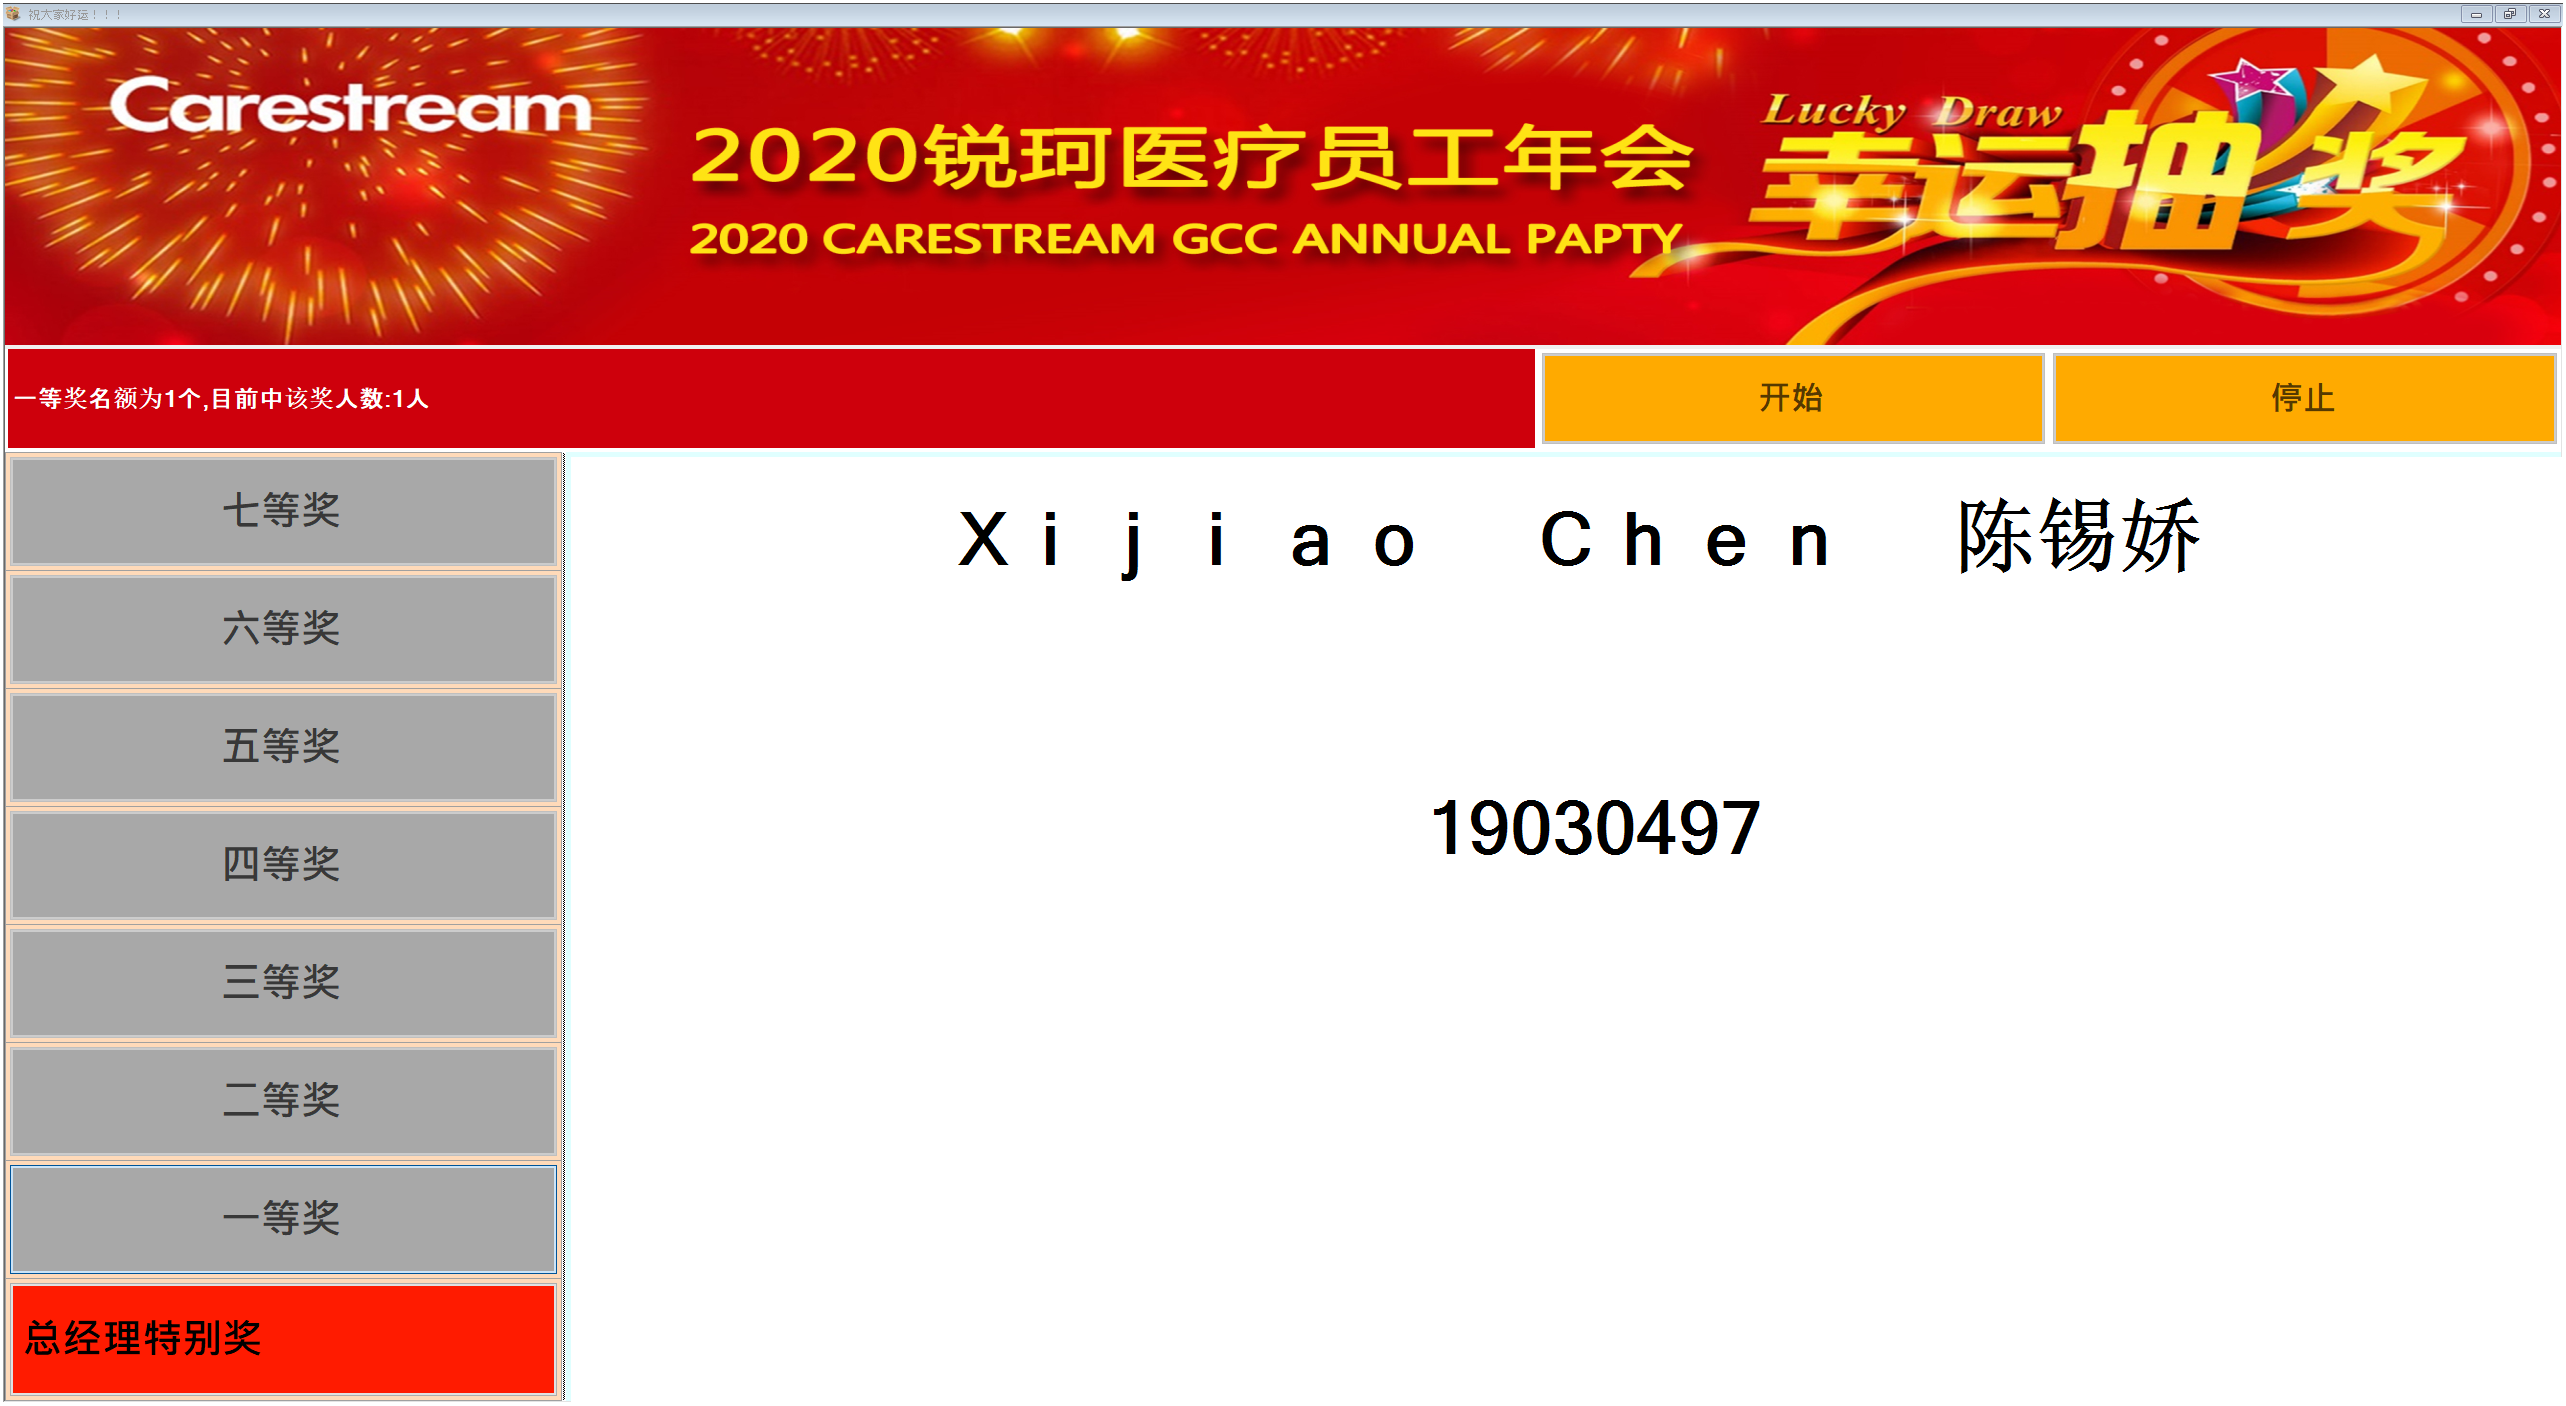 祝大家好运！！！
Carestream
2020锐珂医疗员工年会
2020 CARESTREAM GCC ANNUAL PAPTY
Lucky Draw
幸运抽奖
一等奖名额为1个,目前中该奖人数:1人
开始
停止
七等奖
六等奖
五等奖
四等奖
三等奖
二等奖
一等奖
总经理特别奖
Xijiao Chen 陈锡娇
19030497